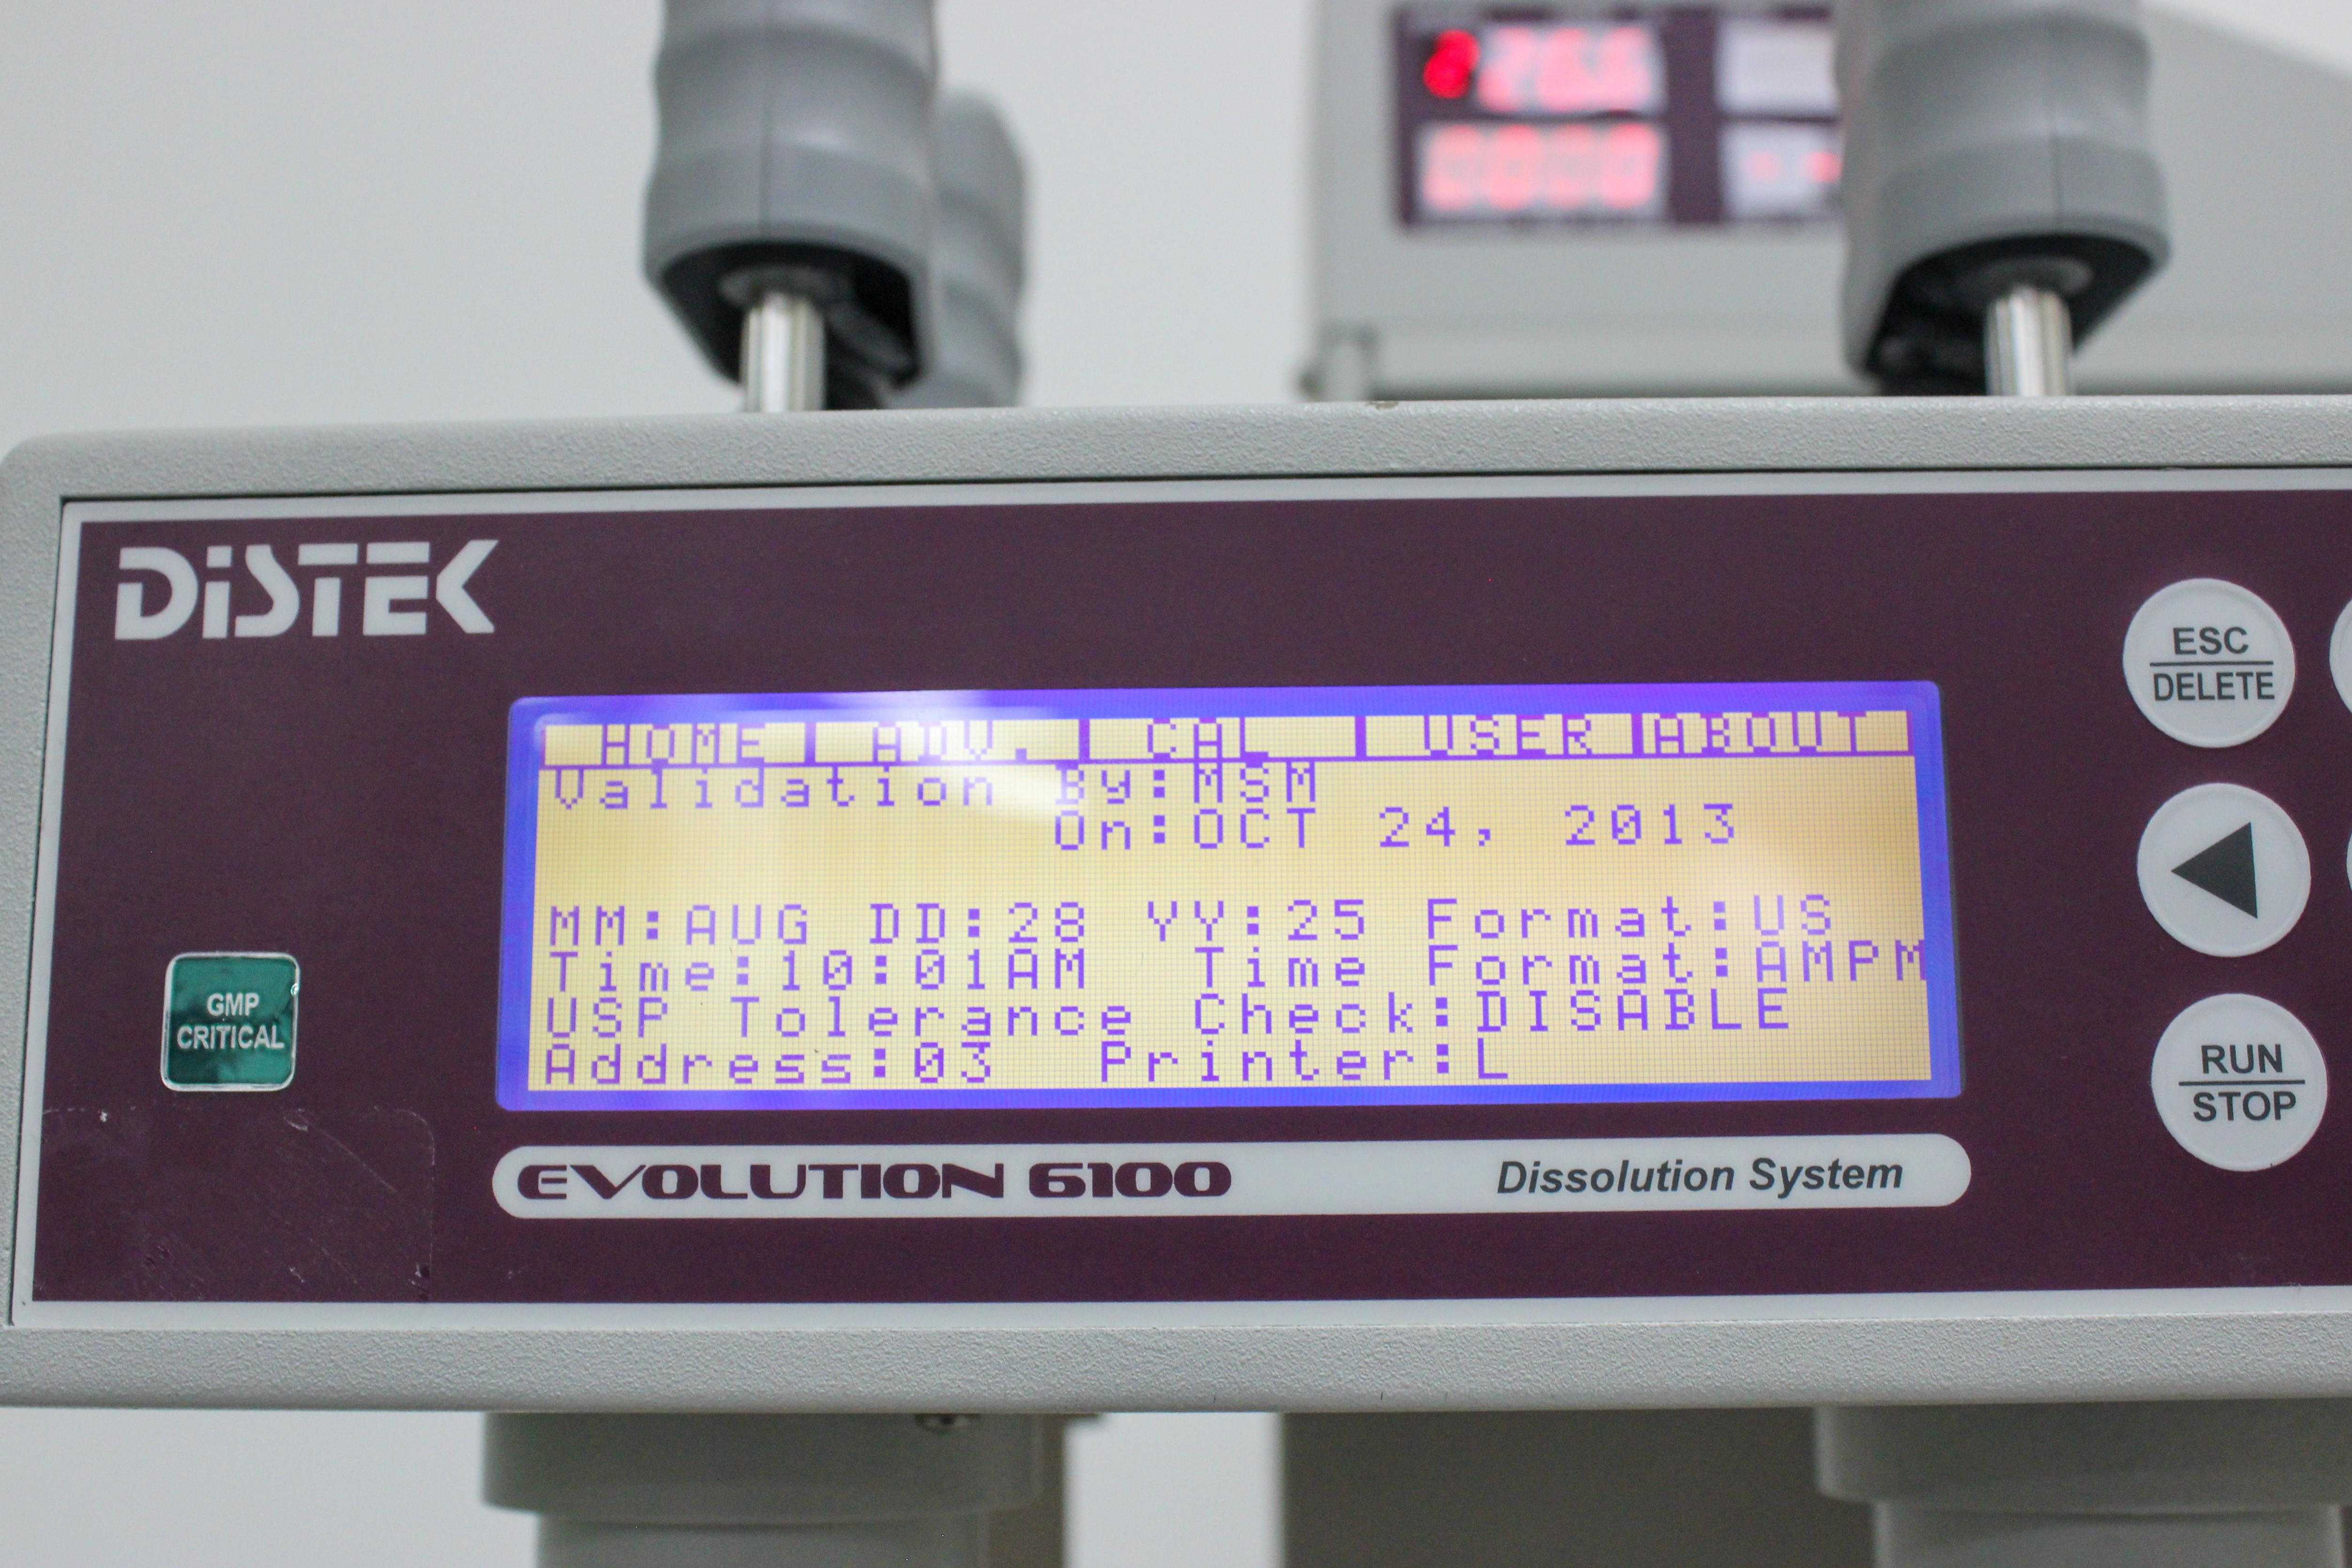 DiSTEK
HOME ADV. CAL USER ABOUT
Validation By:MSM
On:OCT 24, 2013
MM:AUG DD:28 YY:25 Format:US
Time:10:01AM Time Format:AMPM
USP Tolerance Check:DISABLE
Address:03 Printer:L
EVOLUTION 6100 Dissolution System
GMP
CRITICAL
ESC
DELETE
RUN
STOP